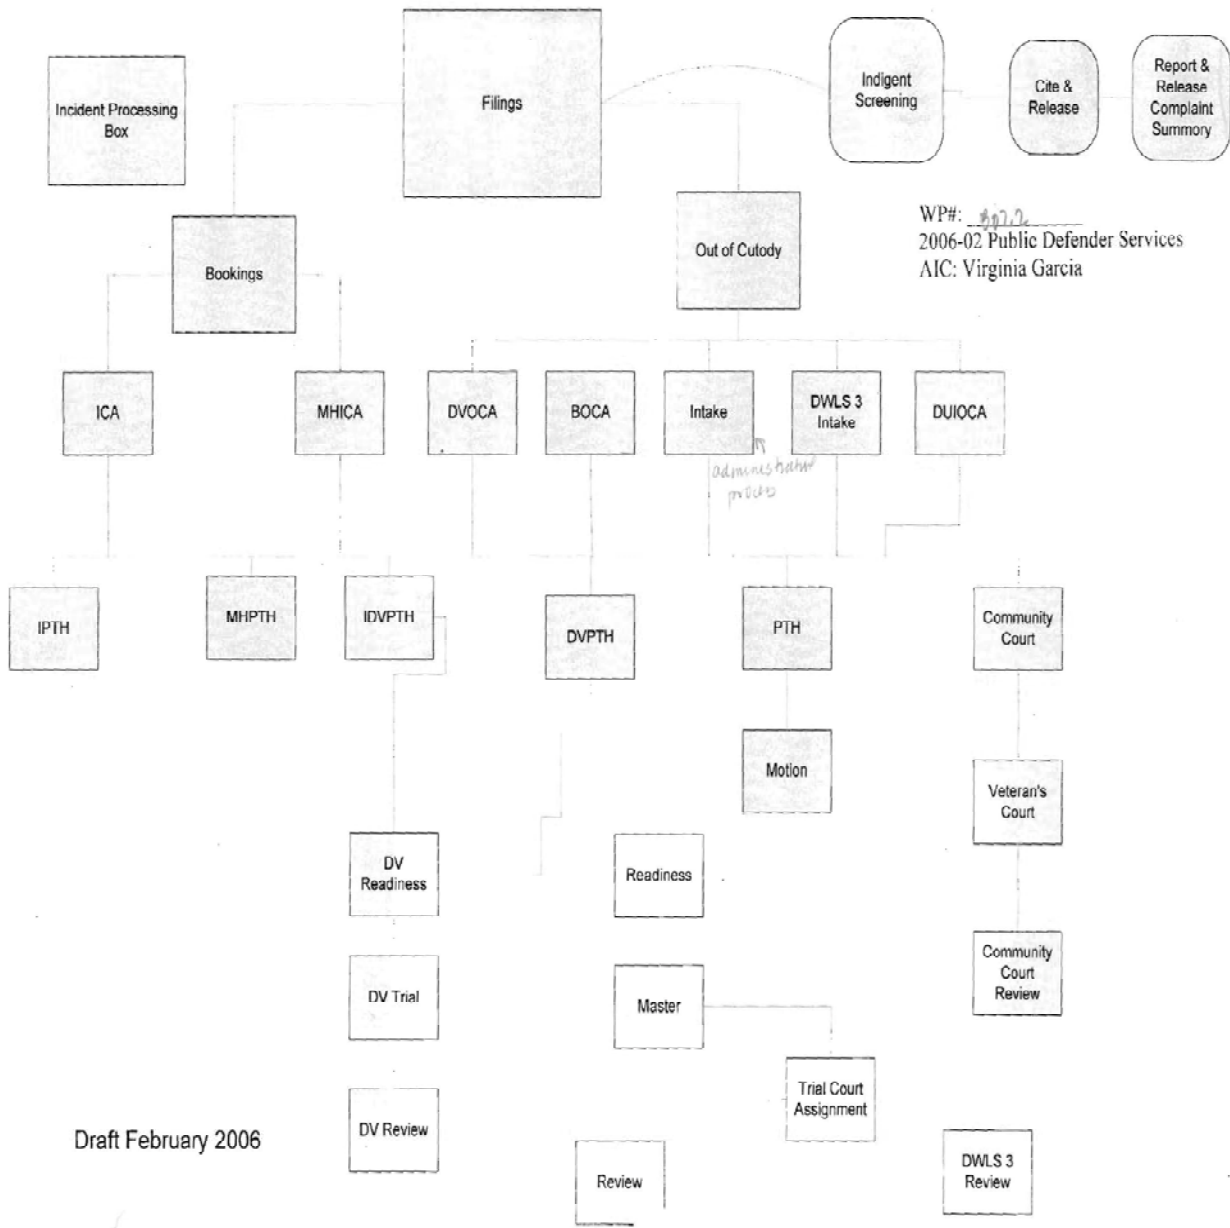 Incident Processing
Box
Filings
Indigent
Screening
Cite &
Release
Report &
Release
Complaint
Summory
WP#:
2006-02 Public Defender Services
AIC: Virginia Garcia
Bookings
Out of Cutody
ICA
MHICA
DVOCA
BOCA
Intake
DWLS 3
Intake
DUIOCA
administrative
process
IPTH
MHPTH
IDVPTH
DVPTH
PTH
Community
Court
Motion
Veteran's
Court
DV
Readiness
Readiness
Community
Court
Review
DV Trial
Master
Trial Court
Assignment
DV Review
Draft February 2006
Review
DWLS 3
Review